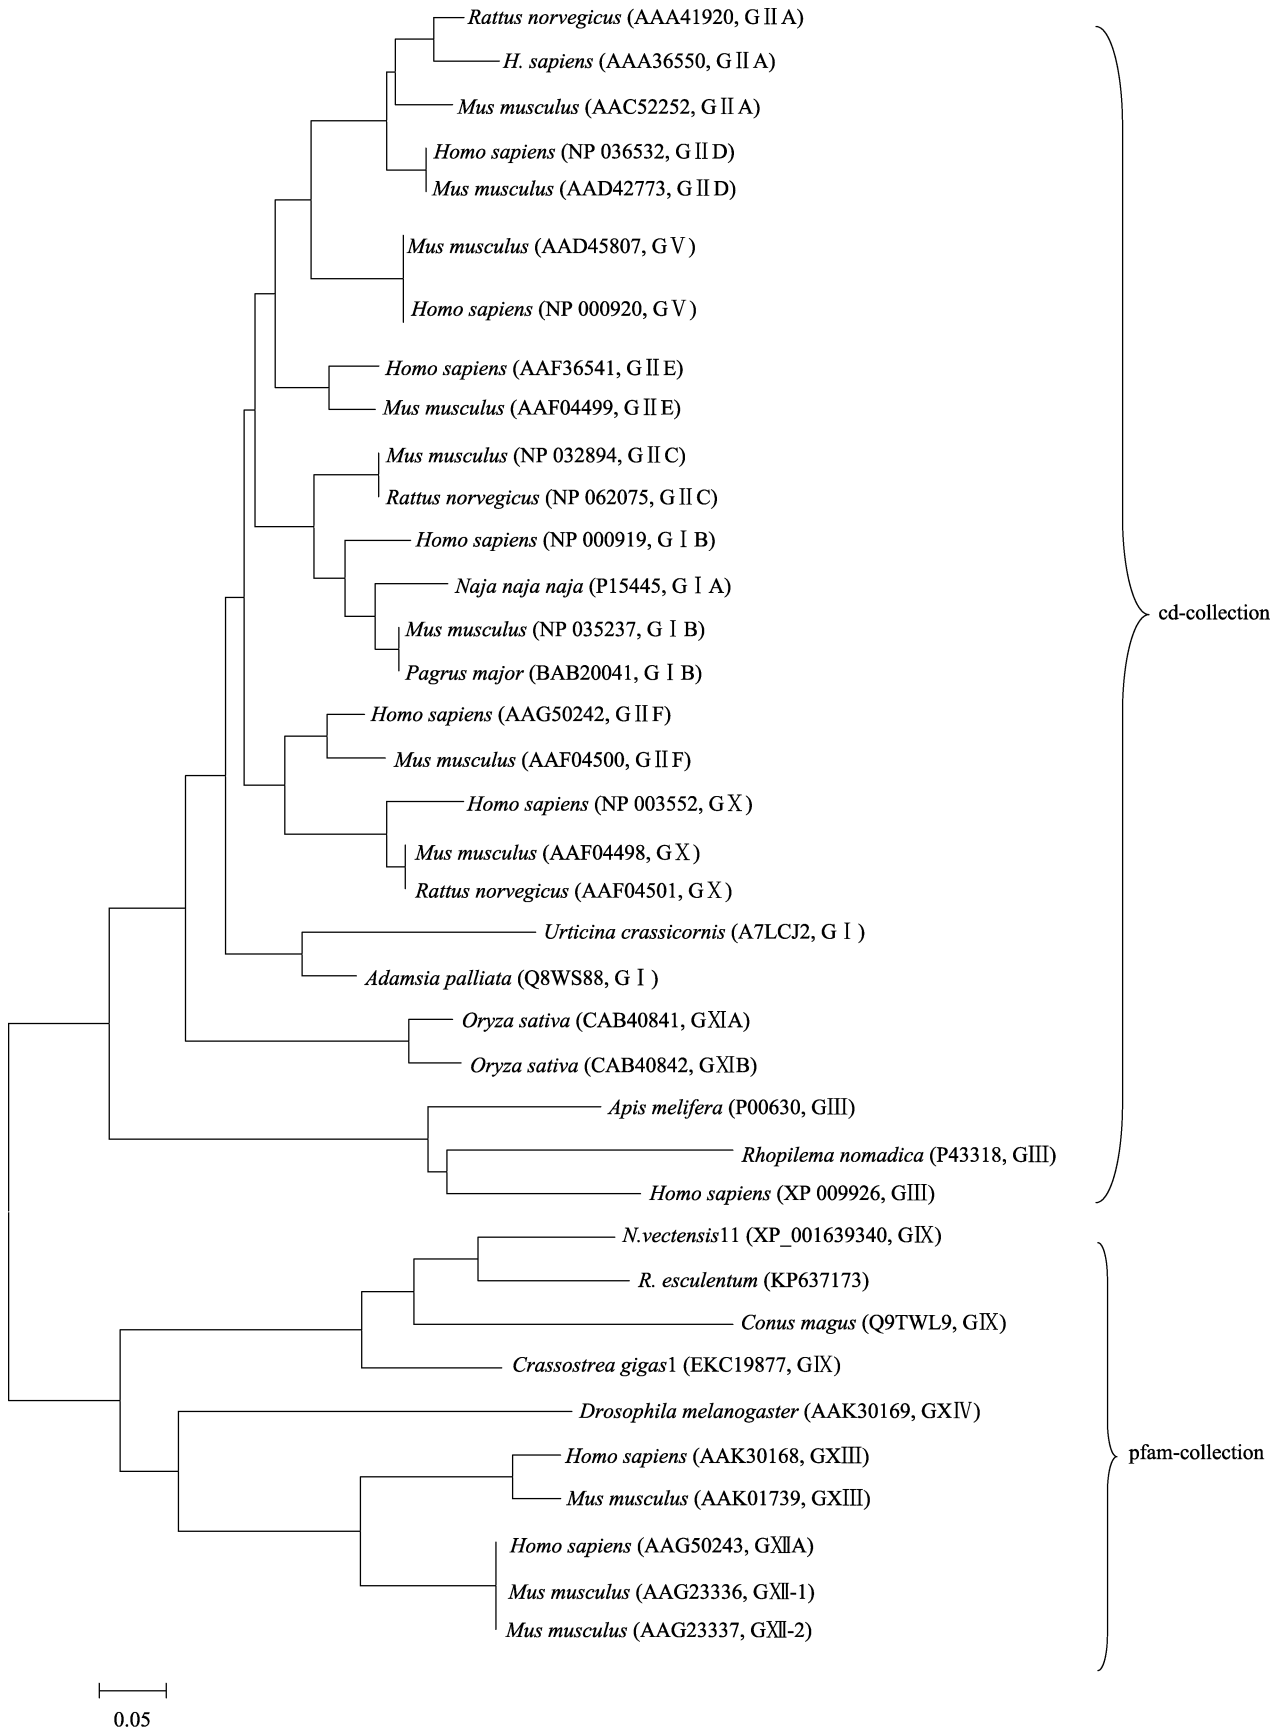 Rattus norvegicus (AAA41920, GⅡA)
H. sapiens (AAA36550, GⅡA)
Mus musculus (AAC52252, GⅡA)
Homo sapiens (NP 036532, GⅡD)
Mus musculus (AAD42773, GⅡD)
Mus musculus (AAD45807, GⅤ)
Homo sapiens (NP 000920, GⅤ)
Homo sapiens (AAF36541, GⅡE)
Mus musculus (AAF04499, GⅡE)
Mus musculus (NP 032894, GⅡC)
Rattus norvegicus (NP 062075, GⅡC)
Homo sapiens (NP 000919, GⅠB)
Naja naja naja (P15445, GⅠA)
cd-collection
Mus musculus (NP 035237, GⅠB)
Pagrus major (BAB20041, GⅠB)
Homo sapiens (AAG50242, GⅡF)
Mus musculus (AAF04500, GⅡF)
Homo sapiens (NP 003552, GⅩ)
Mus musculus (AAF04498, GⅩ)
Rattus norvegicus (AAF04501, GⅩ)
Urticina crassicornis (A7LCJ2, GⅠ)
Adamsia palliata (Q8WS88, GⅠ)
Oryza sativa (CAB40841, GⅪA)
Oryza sativa (CAB40842, GⅪB)
Apis melifera (P00630, GⅢ)
Rhopilema nomadica (P43318, GⅢ)
Homo sapiens (XP 009926, GⅢ)
N.vectensis11 (XP_001639340, GⅨ)
R. esculentum (KP637173)
Conus magus (Q9TWL9, GⅨ)
Crassostrea gigas1 (EKC19877, GⅨ)
Drosophila melanogaster (AAK30169, GXⅣ)
pfam-collection
Homo sapiens (AAK30168, GXⅢ)
Mus musculus (AAK01739, GXⅢ)
Homo sapiens (AAG50243, GⅫA)
Mus musculus (AAG23336, GⅫ-1)
Mus musculus (AAG23337, GⅫ-2)
0.05